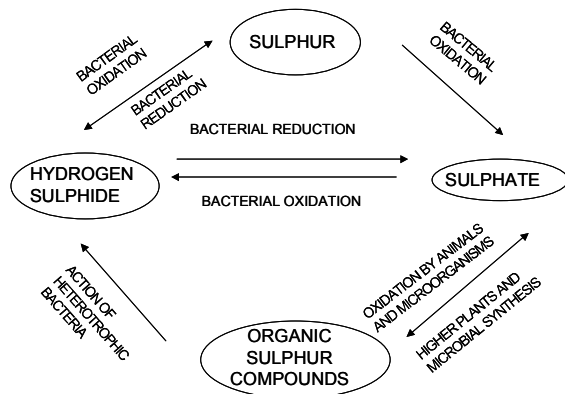 SULPHUR
BACTERIAL
OXIDATION
BACTERIAL
REDUCTION
BACTERIAL
OXIDATION
BACTERIAL REDUCTION
HYDROGEN
SULPHIDE
SULPHATE
BACTERIAL OXIDATION
ACTION OF
HETEROTROPHIC
BACTERIA
OXIDATION BY ANIMALS
AND MICROORGANISMS
HIGHER PLANTS AND
MICROBIAL SYNTHESIS
ORGANIC
SULPHUR
COMPOUNDS